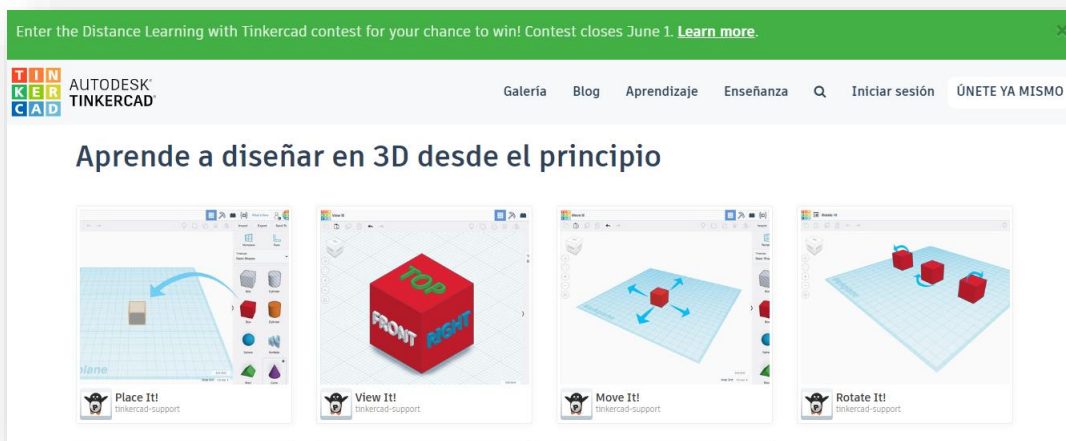 Enter the Distance Learning with Tinkercad contest for your chance to win! Contest closes June 1. Learn more.
TIN
KER
CAD
AUTODESK®
TINKERCAD®
Galería Blog Aprendizaje Enseñanza Iniciar sesión ÚNETE YA MISMO
Aprende a diseñar en 3D desde el principio
TOP
FRONT
RIGHT
Place It!
tinkercad-support
View It!
tinkercad-support
Move It!
tinkercad-support
Rotate It!
tinkercad-support